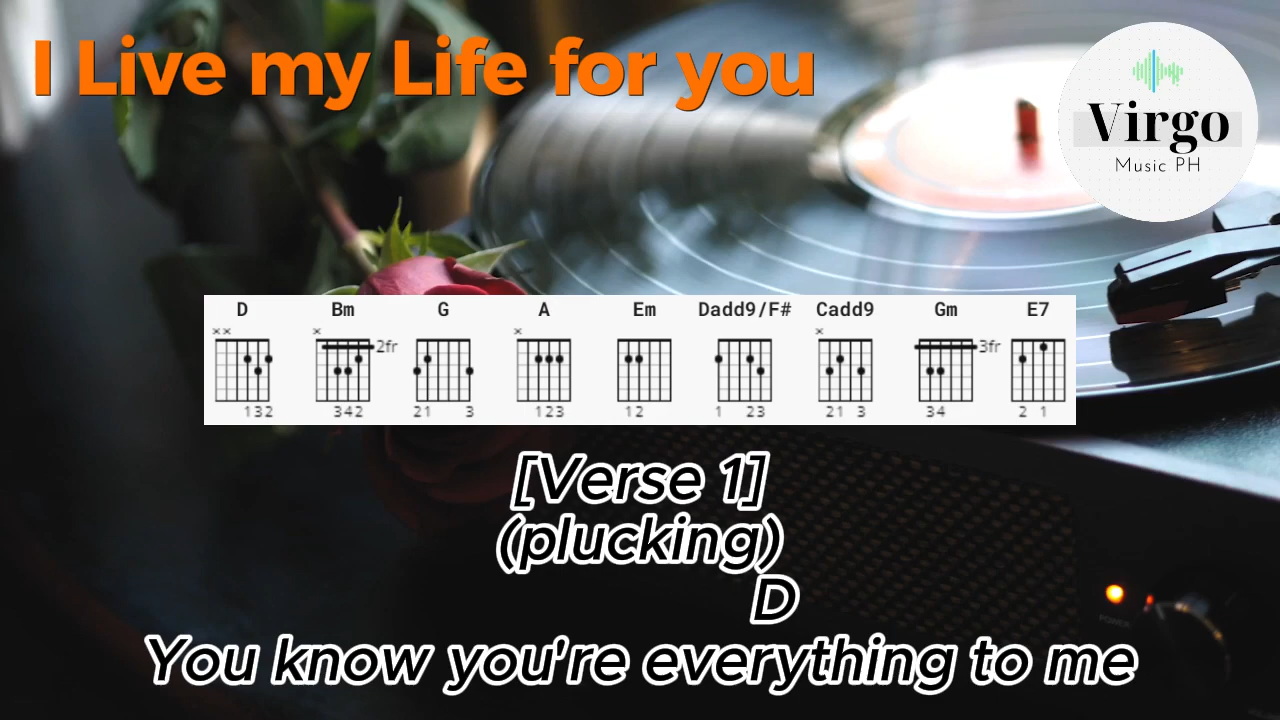 I Live my Life for you
Virgo
Music PH
D Bm G A Em Dadd9/F# Cadd9 Gm E7
×× × × ×
2fr 3fr
132 342 21 3 123 12 1 23 21 3 34 2 1
[Verse 1]
(plucking)
D
You know you're everything to me
POWER